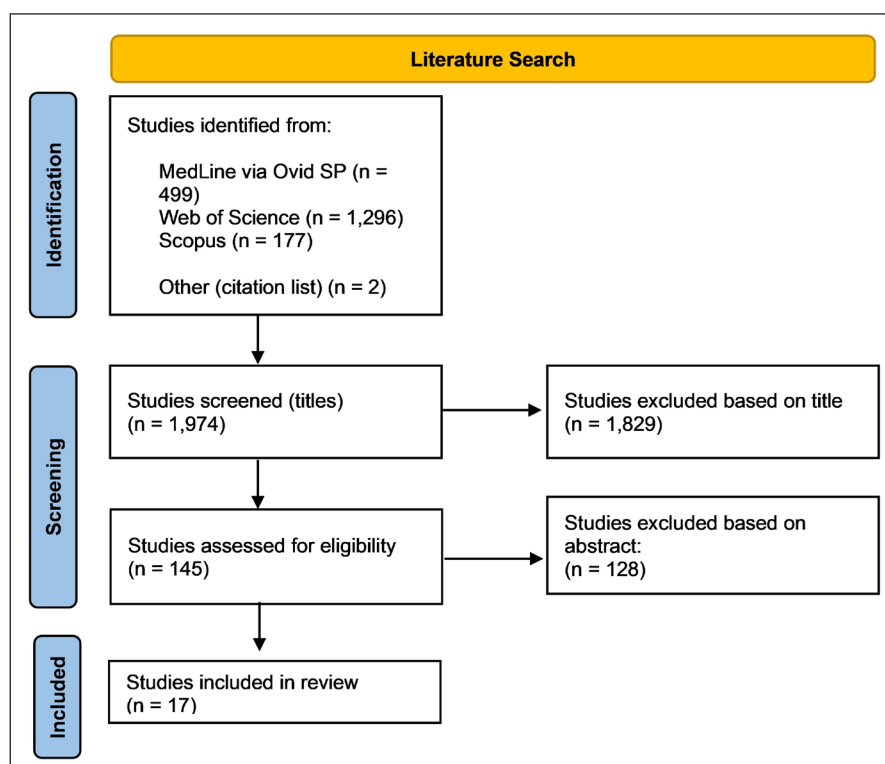 Literature Search
Identification
Studies identified from:
MedLine via Ovid SP (n =
499)
Web of Science (n = 1,296)
Scopus (n = 177)
Other (citation list) (n = 2)
Screening
Studies screened (titles)
(n = 1,974)
Studies excluded based on title
(n = 1,829)
Studies assessed for eligibility
(n = 145)
Studies excluded based on
abstract:
(n = 128)
Included
Studies included in review
(n = 17)